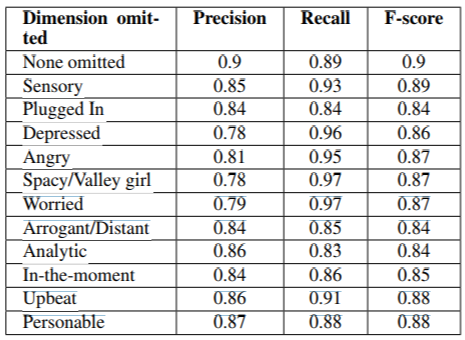 Dimension omit- Precision Recall F-score
ted
None omitted 0.9 0.89 0.9
Sensory 0.85 0.93 0.89
Plugged In 0.84 0.84 0.84
Depressed 0.78 0.96 0.86
Angry 0.81 0.95 0.87
Spacy/Valley girl 0.78 0.97 0.87
Worried 0.79 0.97 0.87
Arrogant/Distant 0.84 0.85 0.84
Analytic 0.86 0.83 0.84
In-the-moment 0.84 0.86 0.85
Upbeat 0.86 0.91 0.88
Personable 0.87 0.88 0.88